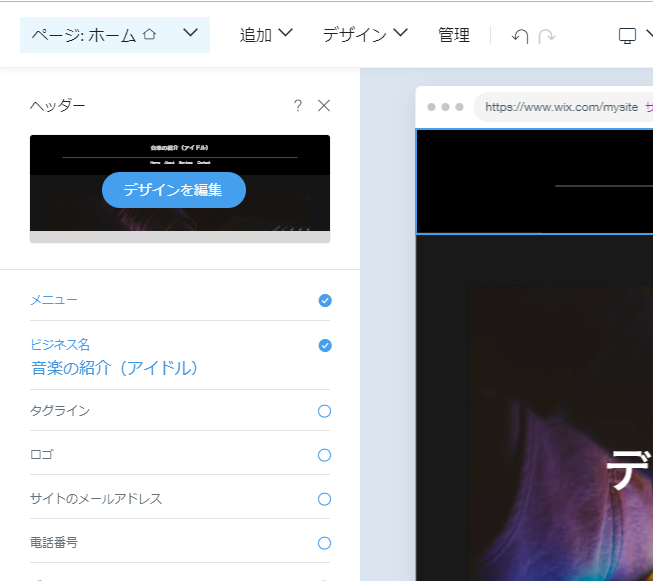 ページ: ホーム 追加 デザイン 管理
ヘッダー ?
https://www.wix.com/mysite
音楽の紹介（アイドル）
Home About Services Contact
デザインを編集
メニュー
ビジネス名
音楽の紹介（アイドル）
タグライン
ロゴ
サイトのメールアドレス
電話番号
デ